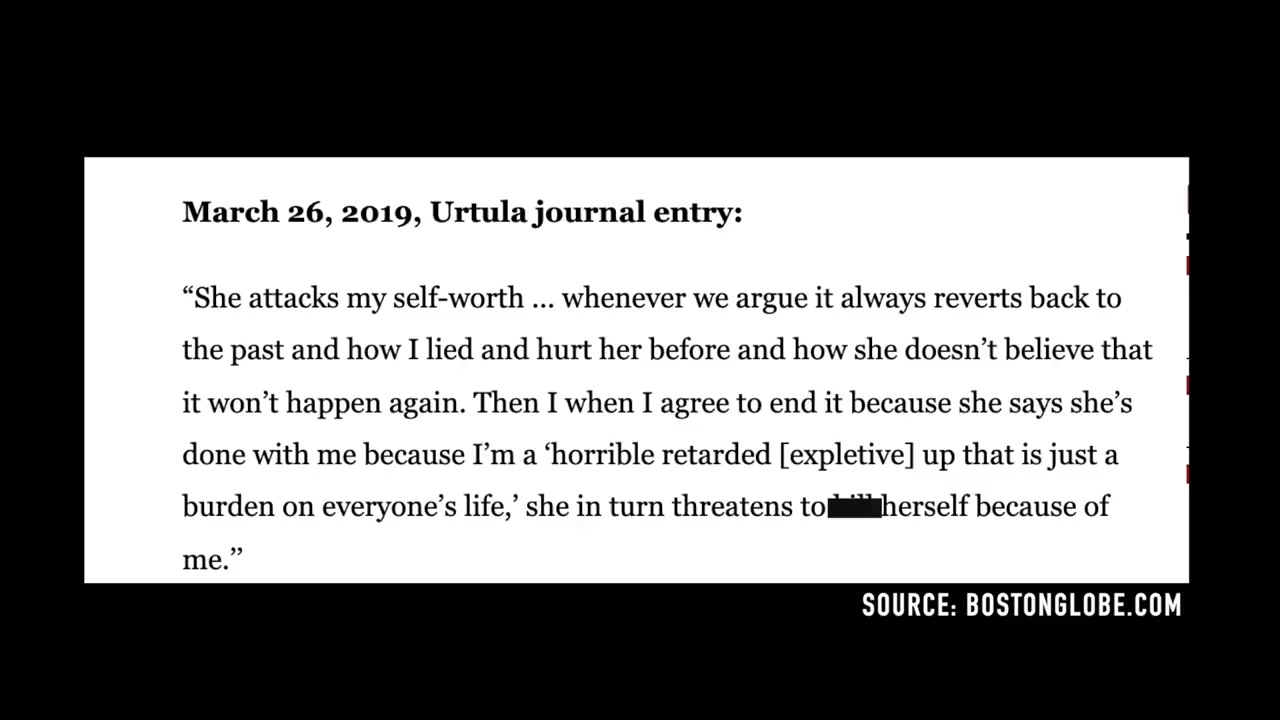 March 26, 2019, Urtula journal entry:
“She attacks my self-worth ... whenever we argue it always reverts back to
the past and how I lied and hurt her before and how she doesn’t believe that
it won’t happen again. Then I when I agree to end it because she says she’s
done with me because I’m a ‘horrible retarded [expletive] up that is just a
burden on everyone’s life,’ she in turn threatens to herself because of
me.”
SOURCE: BOSTONGLOBE.COM